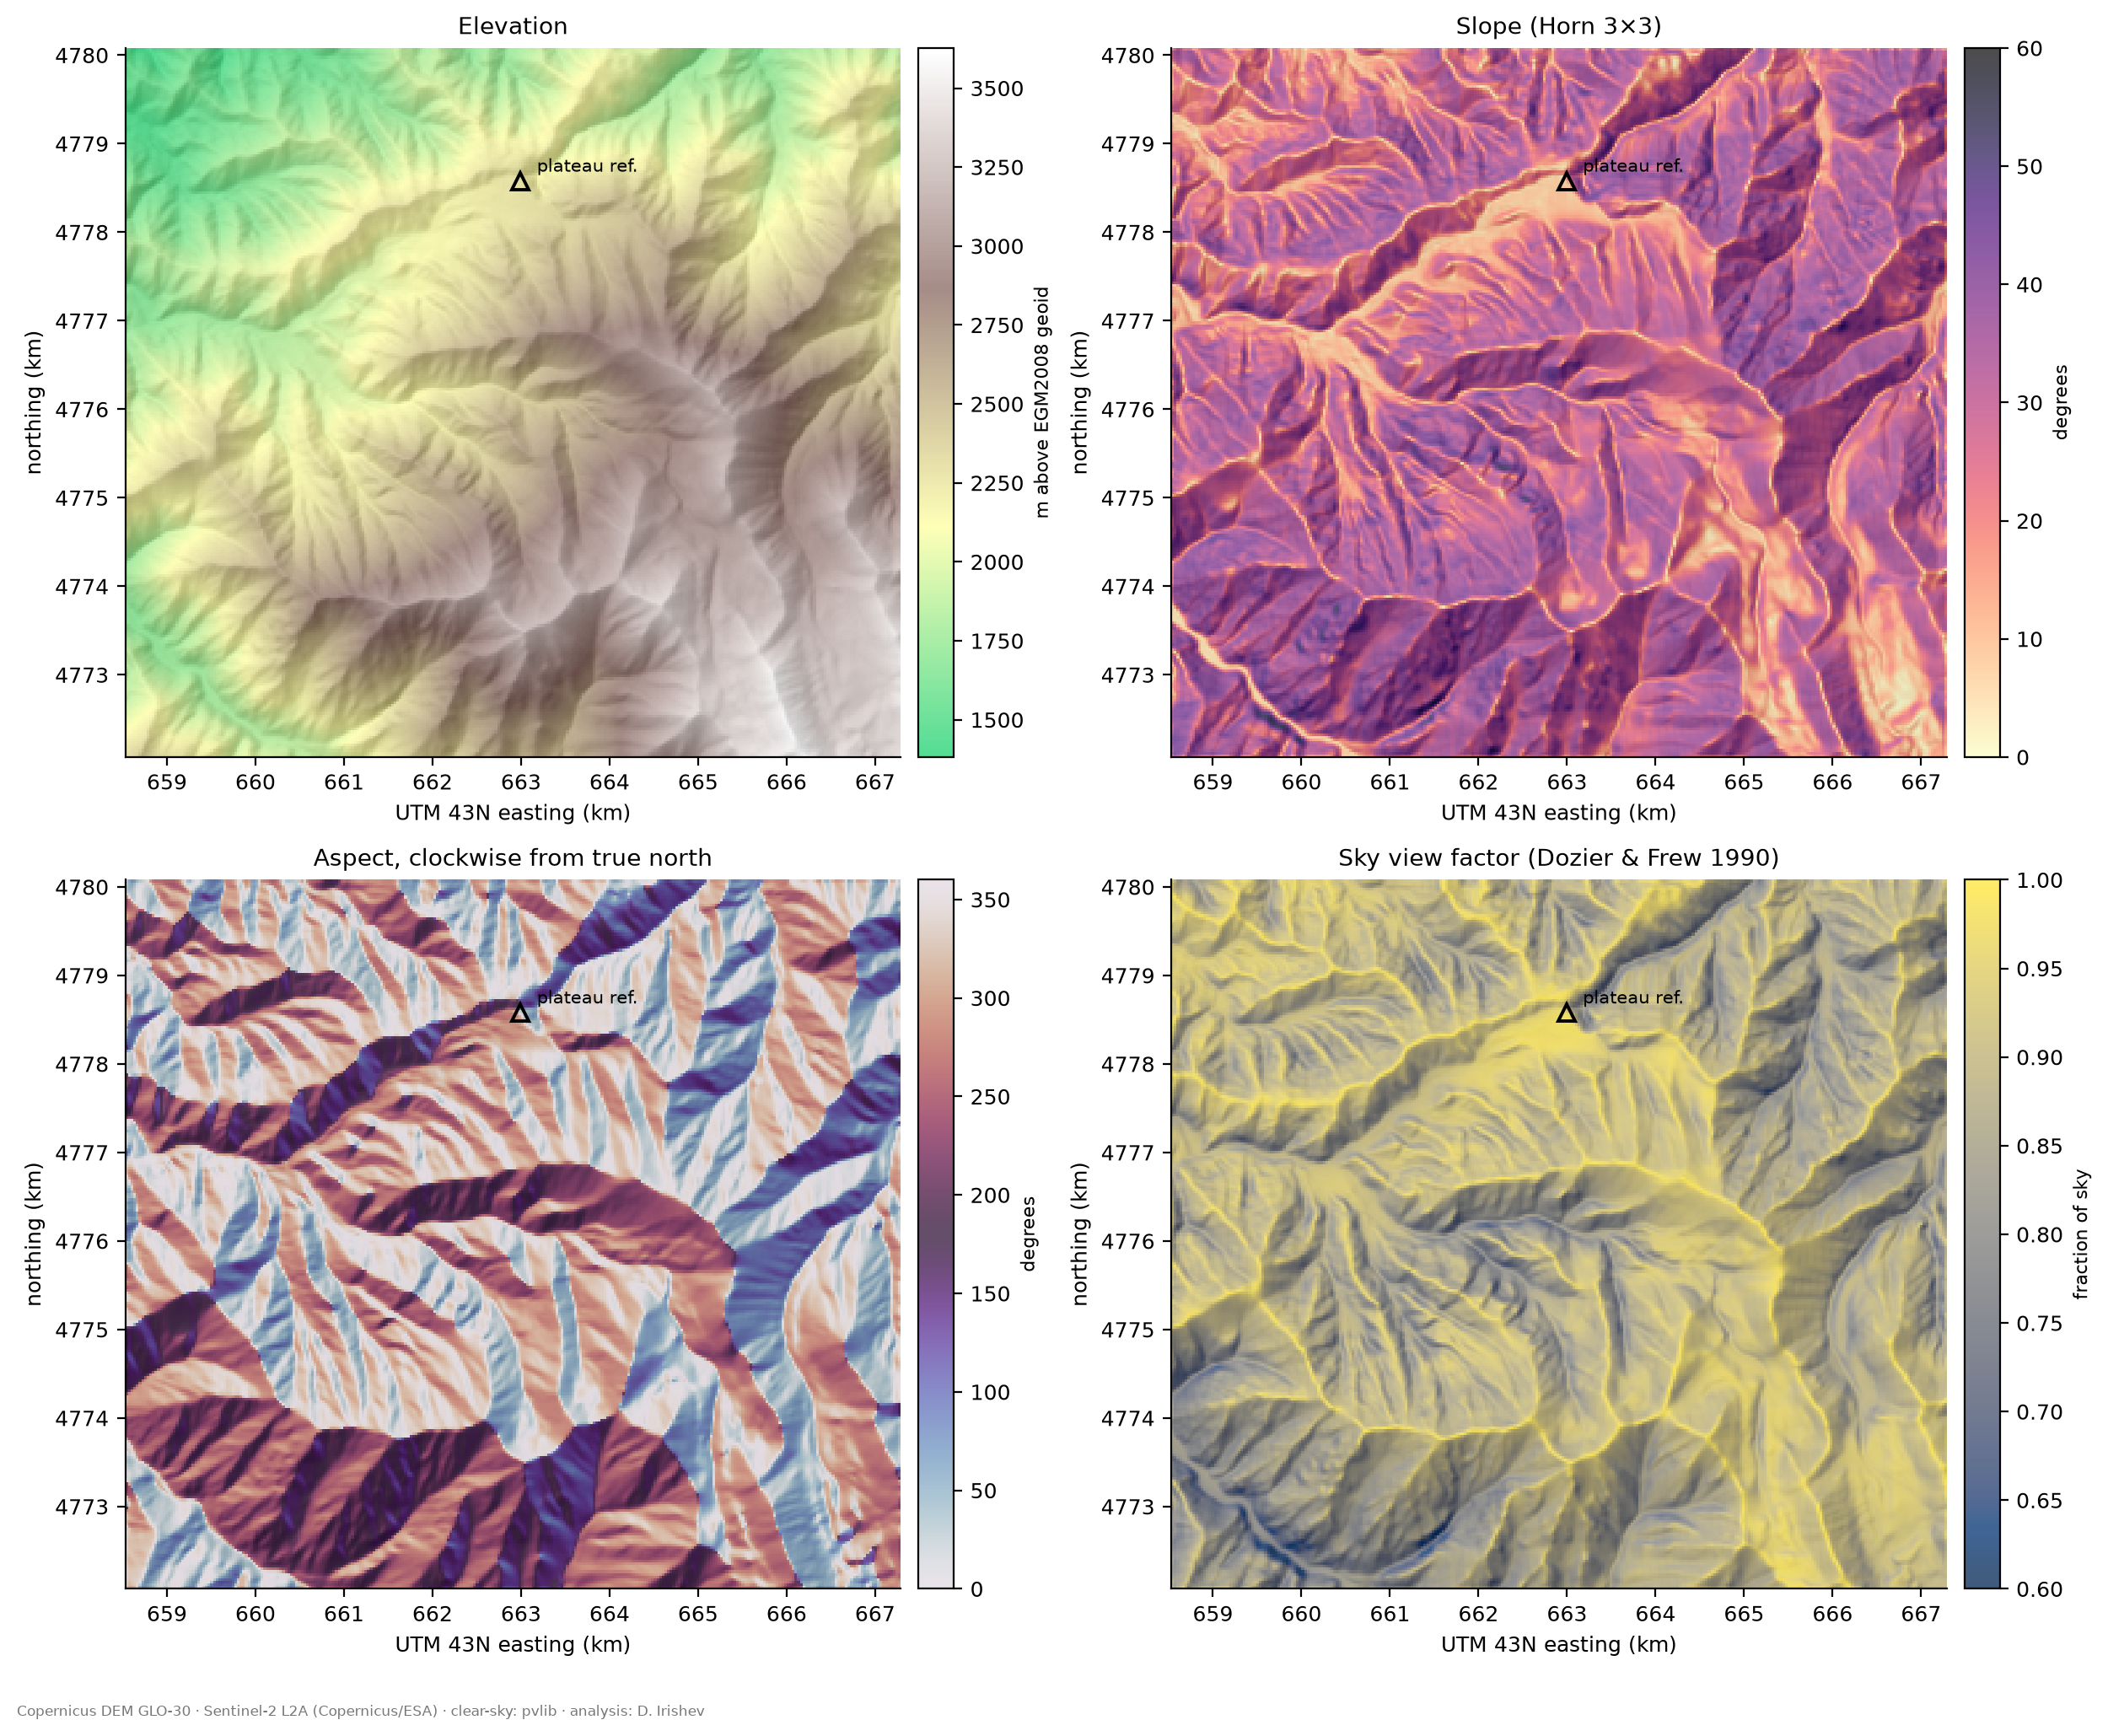 Elevation
4780
4779
4778
4777
4776
4775
4774
4773
northing (km)
plateau ref.
659 660 661 662 663 664 665 666 667
UTM 43N easting (km)
3500
3250
3000
2750
2500
2250
2000
1750
1500
m above EGM2008 geoid
Slope (Horn 3×3)
4780
4779
4778
4777
4776
4775
4774
4773
northing (km)
plateau ref.
659 660 661 662 663 664 665 666 667
UTM 43N easting (km)
60
50
40
30
20
10
0
degrees
Aspect, clockwise from true north
4780
4779
4778
4777
4776
4775
4774
4773
northing (km)
plateau ref.
659 660 661 662 663 664 665 666 667
UTM 43N easting (km)
350
300
250
200
150
100
50
0
degrees
Sky view factor (Dozier & Frew 1990)
4780
4779
4778
4777
4776
4775
4774
4773
northing (km)
plateau ref.
659 660 661 662 663 664 665 666 667
UTM 43N easting (km)
1.00
0.95
0.90
0.85
0.80
0.75
0.70
0.65
0.60
fraction of sky
Copernicus DEM GLO-30 · Sentinel-2 L2A (Copernicus/ESA) · clear-sky: pvlib · analysis: D. Irishev